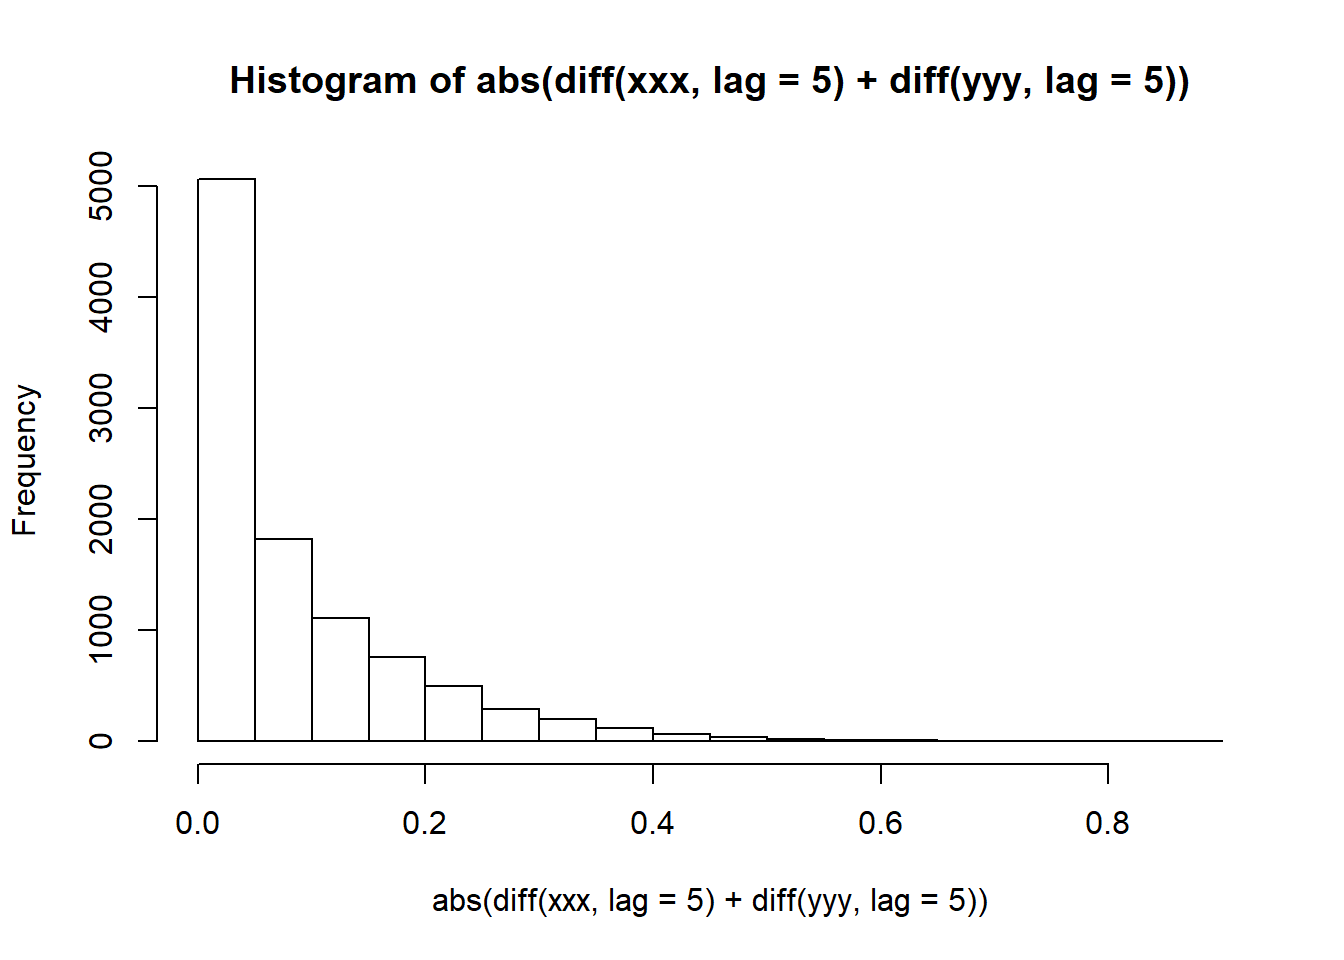 Histogram of abs(diff(xxx, lag = 5) + diff(yyy, lag = 5))
Frequency
5000
4000
3000
2000
1000
0
0.0 0.2 0.4 0.6 0.8
abs(diff(xxx, lag = 5) + diff(yyy, lag = 5))